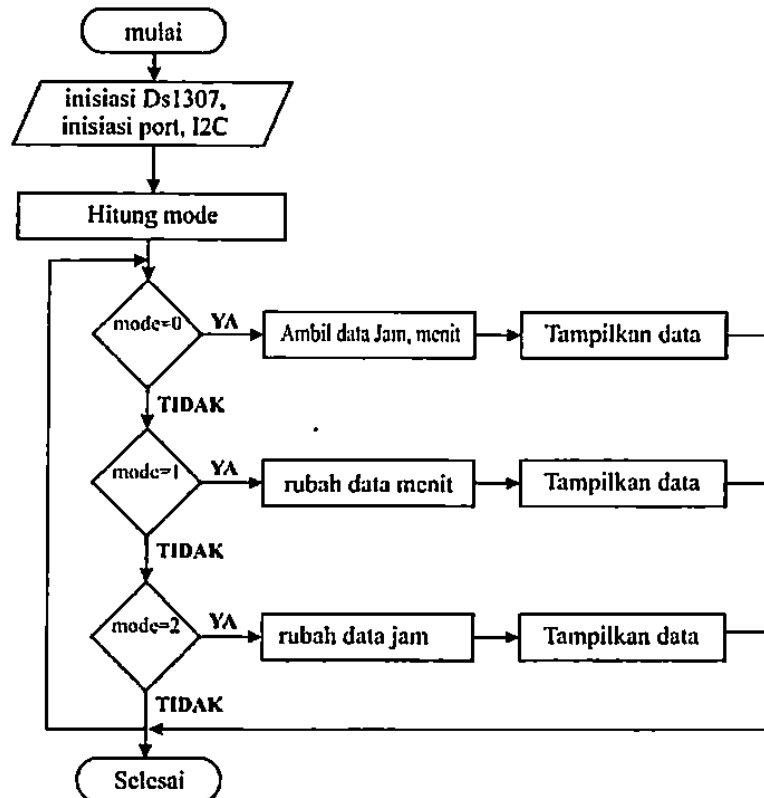 mulai
inisiasi Ds1307,
inisiasi port, I2C
Hitung mode
mode=0
YA
Ambil data Jam, menit
Tampilkan data
TIDAK
mode=1
YA
rubah data menit
Tampilkan data
TIDAK
mode=2
YA
rubah data jam
Tampilkan data
TIDAK
Selesai